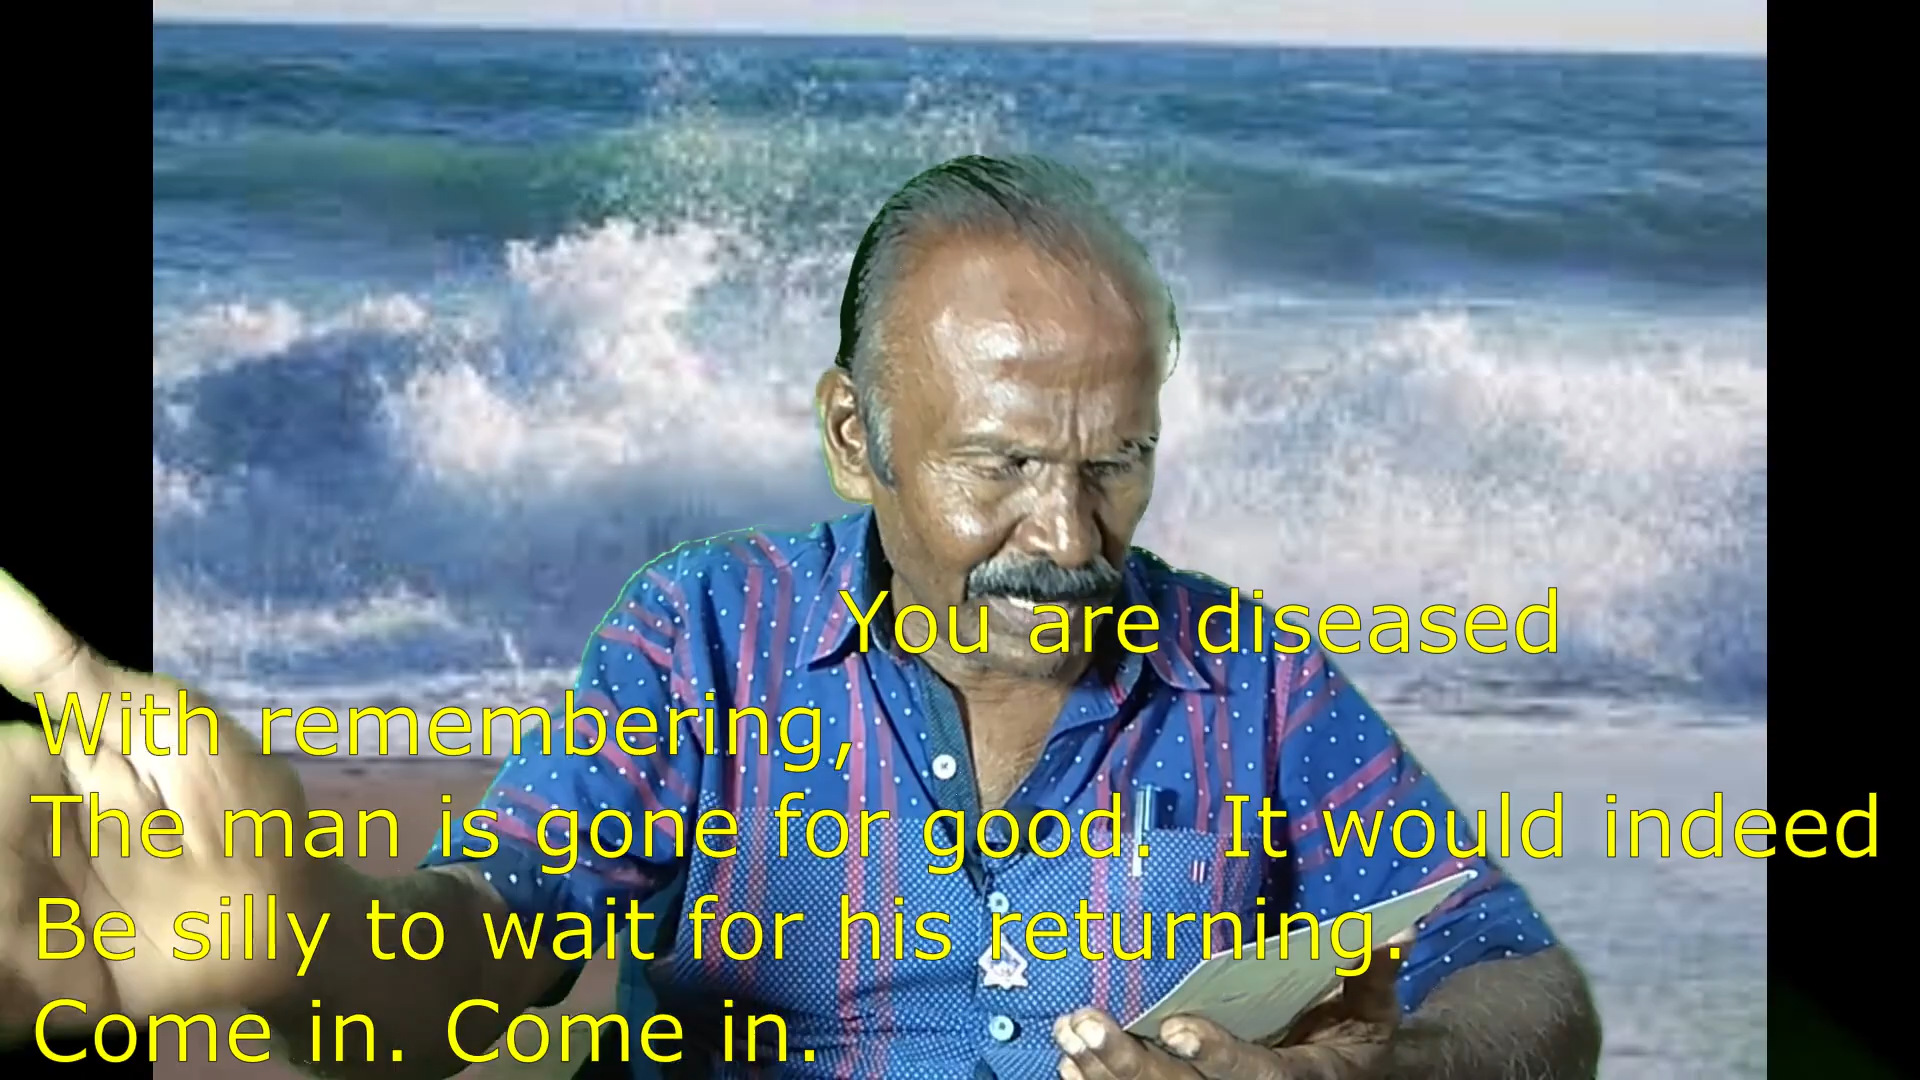 You are diseased
With remembering,
The man is gone for good. It would indeed
Be silly to wait for his returning.
Come in. Come in.